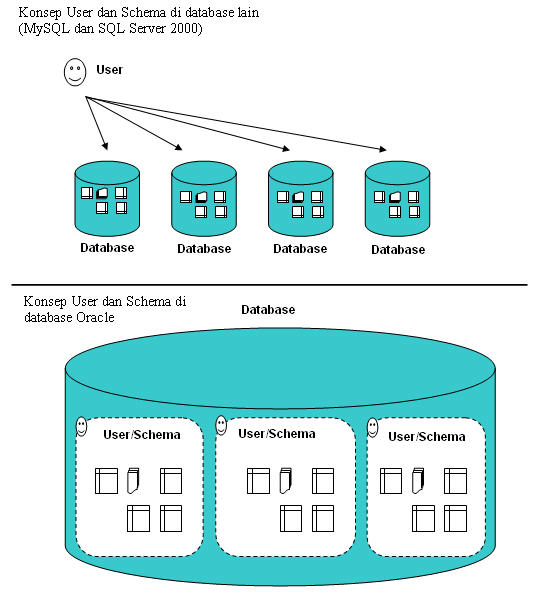 Konsep User dan Schema di database lain
(MySQL dan SQL Server 2000)
User
Database
Database
Database
Database
Konsep User dan Schema di
database Oracle
Database
User/Schema
User/Schema
User/Schema